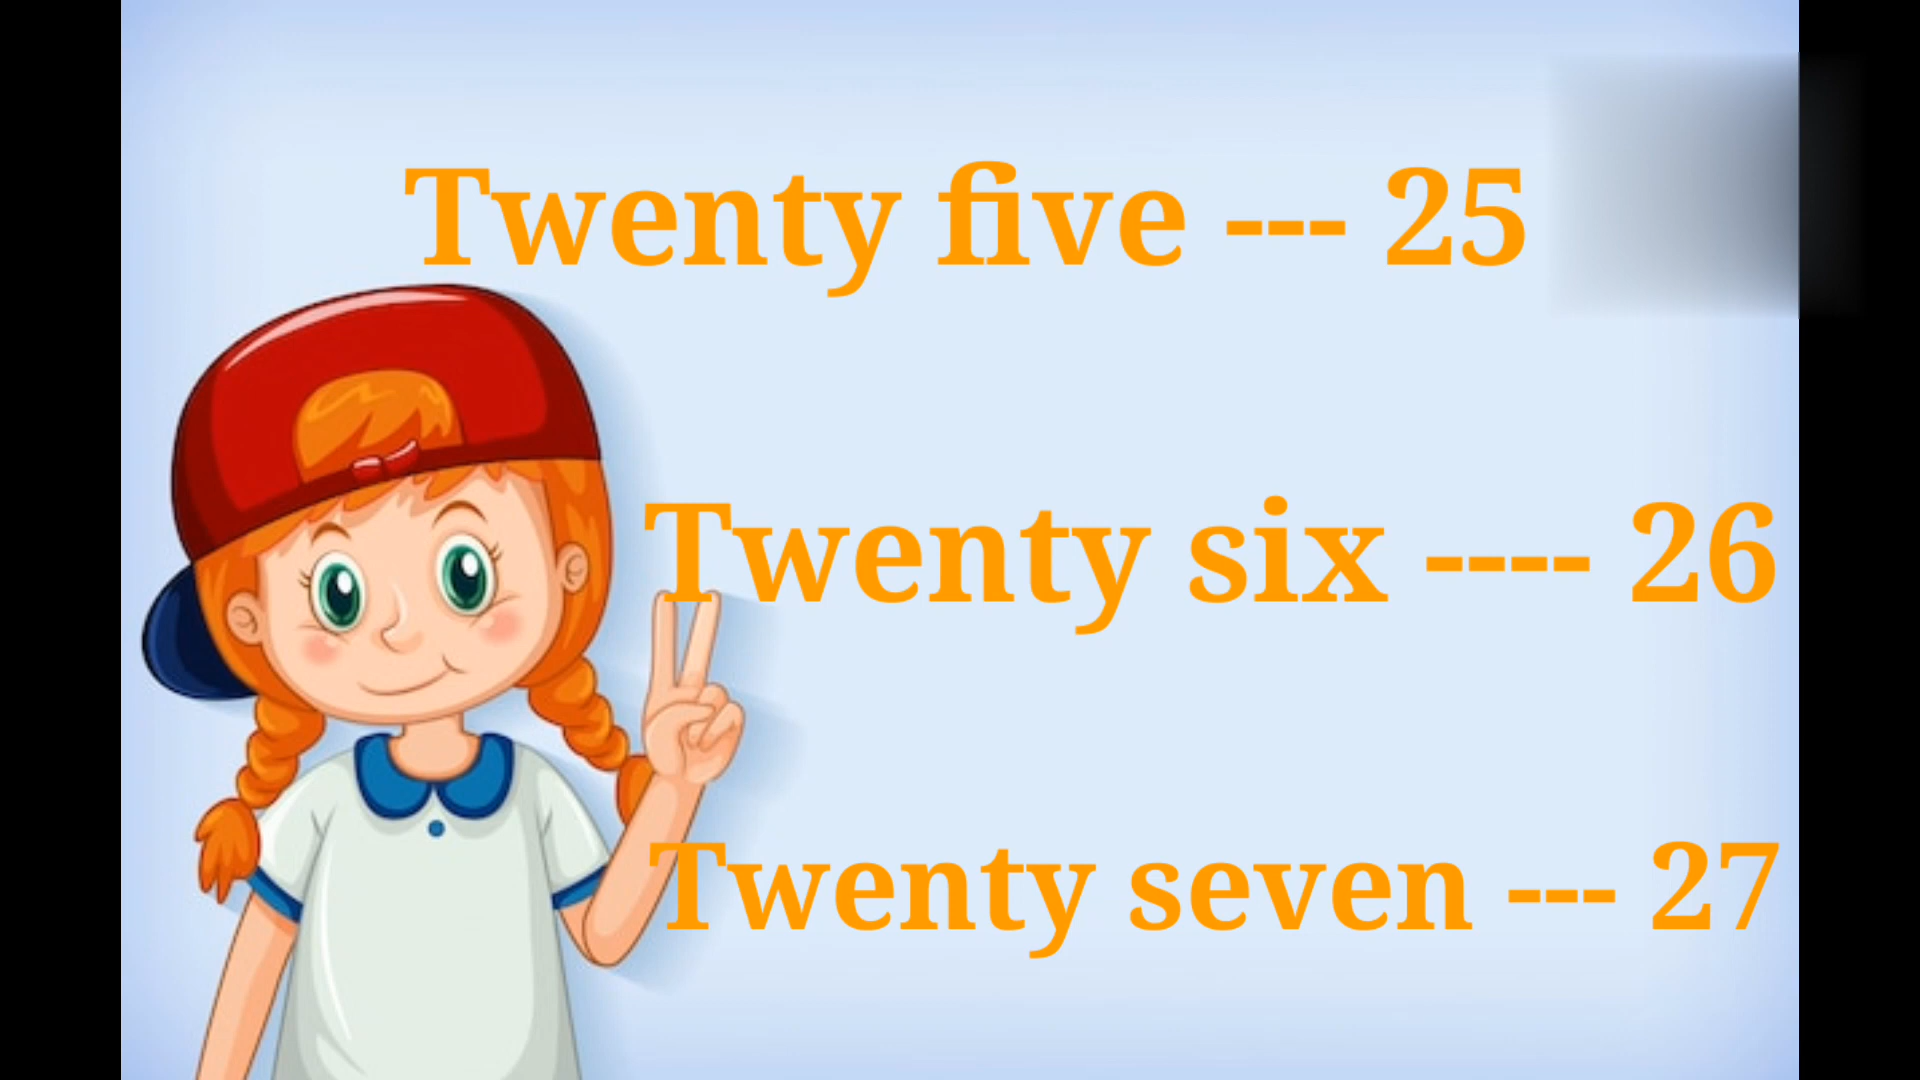 Twenty five --- 25
Twenty six ---- 26
Twenty seven --- 27